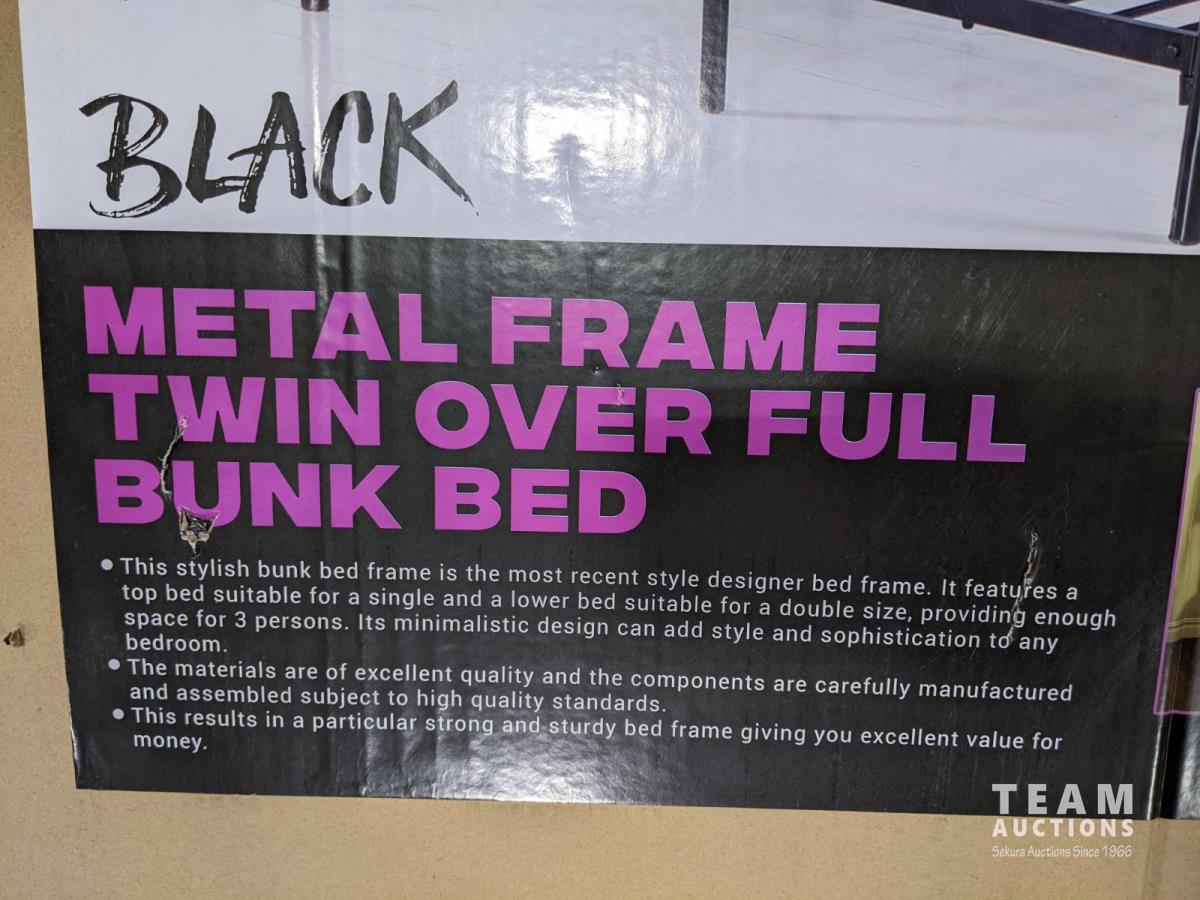 BLACK
METAL FRAME
TWIN OVER FULL
BUNK BED
• This stylish bunk bed frame is the most recent style designer bed frame. It features a
top bed suitable for a single and a lower bed suitable for a double size, providing enough
space for 3 persons. Its minimalistic design can add style and sophistication to any
bedroom.
• The materials are of excellent quality and the components are carefully manufactured
and assembled subject to high quality standards.
• This results in a particular strong and sturdy bed frame giving you excellent value for
money.
TEAM
AUCTIONS
Sekura Auctions Since 1966